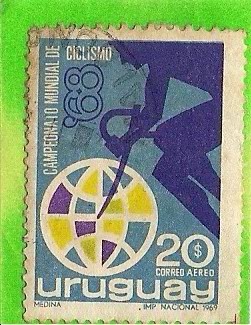 CAMPEONATO MUNDIAL DE
CICLISMO
68
20 $
CORREO AEREO
uruguay
MEDINA
IMP NACIONAL 1969